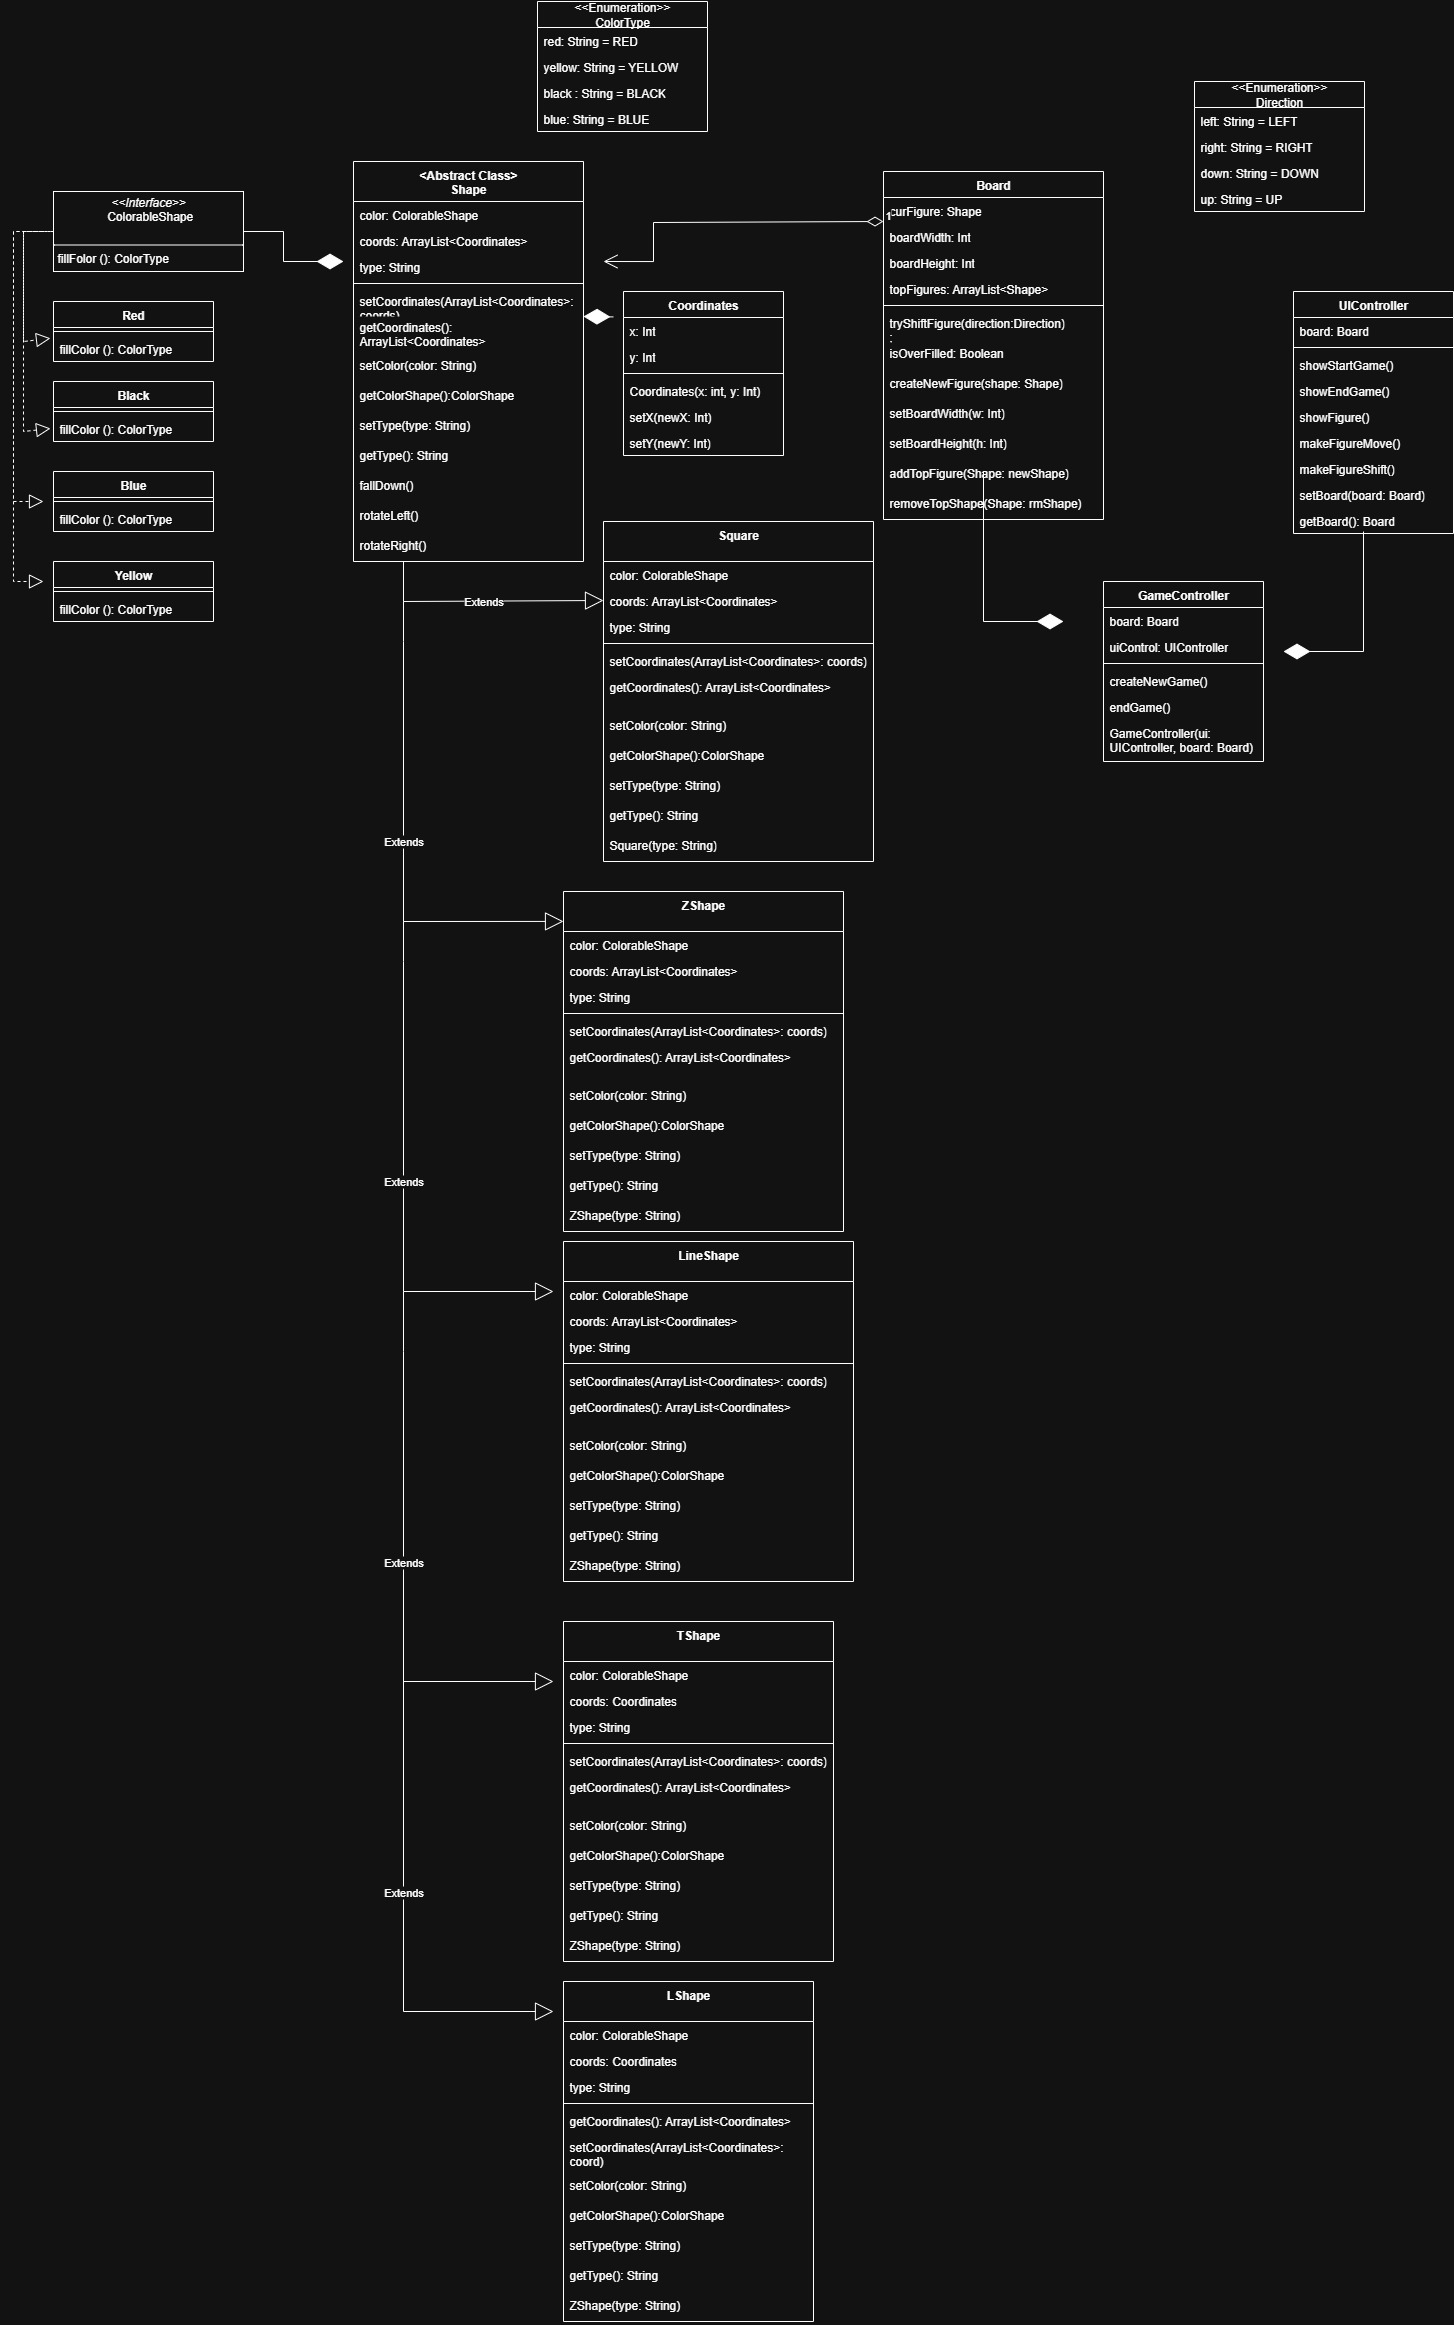 <<Enumeration>>
ColorType
red: String = RED
yellow: String = YELLOW
black : String = BLACK
blue: String = BLUE
<<Enumeration>>
Direction
left: String = LEFT
right: String = RIGHT
down: String = DOWN
up: String = UP
<<Interface>>
ColorableShape
fillFolor (): ColorType
Red
fillColor (): ColorType
Black
fillColor (): ColorType
Blue
fillColor (): ColorType
Yellow
fillColor (): ColorType
<Abstract Class>
Shape
color: ColorableShape
coords: ArrayList<Coordinates>
type: String
setCoordinates(ArrayList<Coordinates>:
coords)
getCoordinates():
ArrayList<Coordinates>
setColor(color: String)
getColorShape():ColorShape
setType(type: String)
getType(): String
fallDown()
rotateLeft()
rotateRight()
Coordinates
x: Int
y: Int
Coordinates(x: int, y: Int)
setX(newX: Int)
setY(newY: Int)
Board
1
curFigure: Shape
boardWidth: Int
boardHeight: Int
topFigures: ArrayList<Shape>
tryShiftFigure(direction:Direction)
:
isOverFilled: Boolean
createNewFigure(shape: Shape)
setBoardWidth(w: Int)
setBoardHeight(h: Int)
addTopFigure(Shape: newShape)
removeTopShape(Shape: rmShape)
UIController
board: Board
showStartGame()
showEndGame()
showFigure()
makeFigureMove()
makeFigureShift()
setBoard(board: Board)
getBoard(): Board
GameController
board: Board
uiControl: UIController
createNewGame()
endGame()
GameController(ui:
UIController, board: Board)
Extends
Square
color: ColorableShape
coords: ArrayList<Coordinates>
type: String
setCoordinates(ArrayList<Coordinates>: coords)
getCoordinates(): ArrayList<Coordinates>
setColor(color: String)
getColorShape():ColorShape
setType(type: String)
getType(): String
Square(type: String)
Extends
ZShape
color: ColorableShape
coords: ArrayList<Coordinates>
type: String
setCoordinates(ArrayList<Coordinates>: coords)
getCoordinates(): ArrayList<Coordinates>
setColor(color: String)
getColorShape():ColorShape
setType(type: String)
getType(): String
ZShape(type: String)
Extends
LineShape
color: ColorableShape
coords: ArrayList<Coordinates>
type: String
setCoordinates(ArrayList<Coordinates>: coords)
getCoordinates(): ArrayList<Coordinates>
setColor(color: String)
getColorShape():ColorShape
setType(type: String)
getType(): String
ZShape(type: String)
Extends
TShape
color: ColorableShape
coords: Coordinates
type: String
setCoordinates(ArrayList<Coordinates>: coords)
getCoordinates(): ArrayList<Coordinates>
setColor(color: String)
getColorShape():ColorShape
setType(type: String)
getType(): String
ZShape(type: String)
Extends
LShape
color: ColorableShape
coords: Coordinates
type: String
getCoordinates(): ArrayList<Coordinates>
setCoordinates(ArrayList<Coordinates>:
coord)
setColor(color: String)
getColorShape():ColorShape
setType(type: String)
getType(): String
ZShape(type: String)